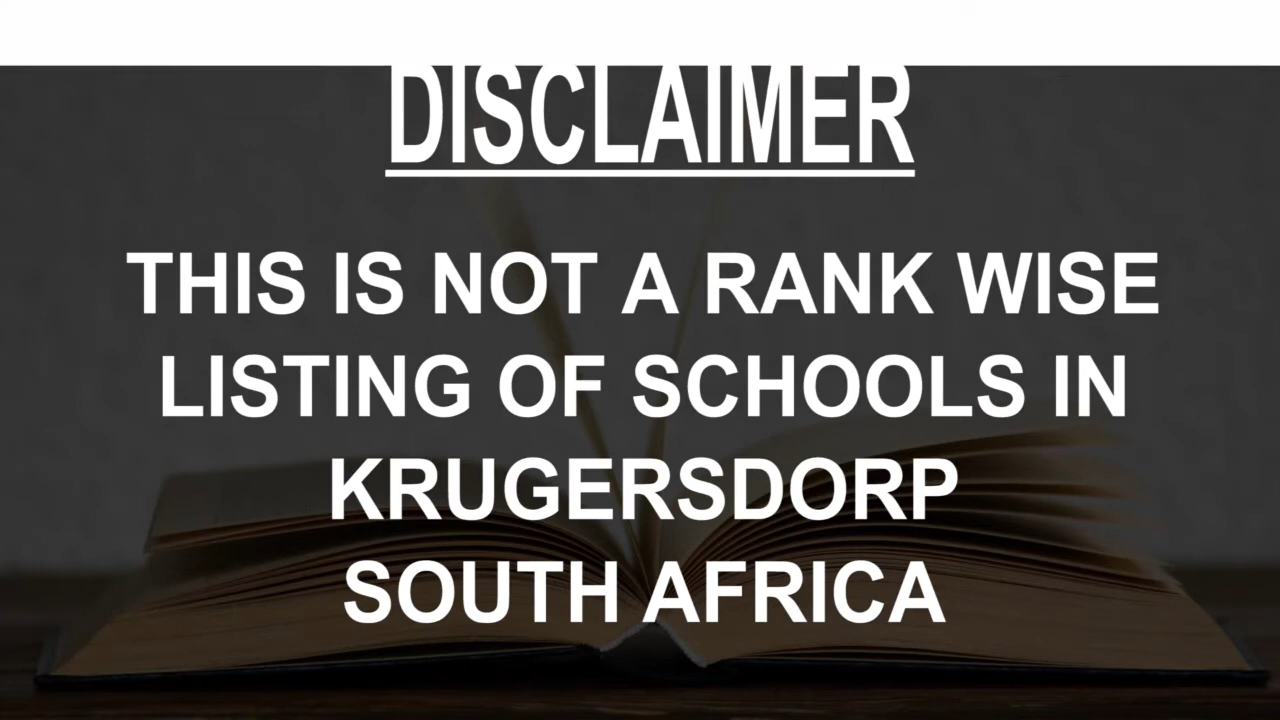 DISCLAIMER
THIS IS NOT A RANK WISE
LISTING OF SCHOOLS IN
KRUGERSDORP
SOUTH AFRICA